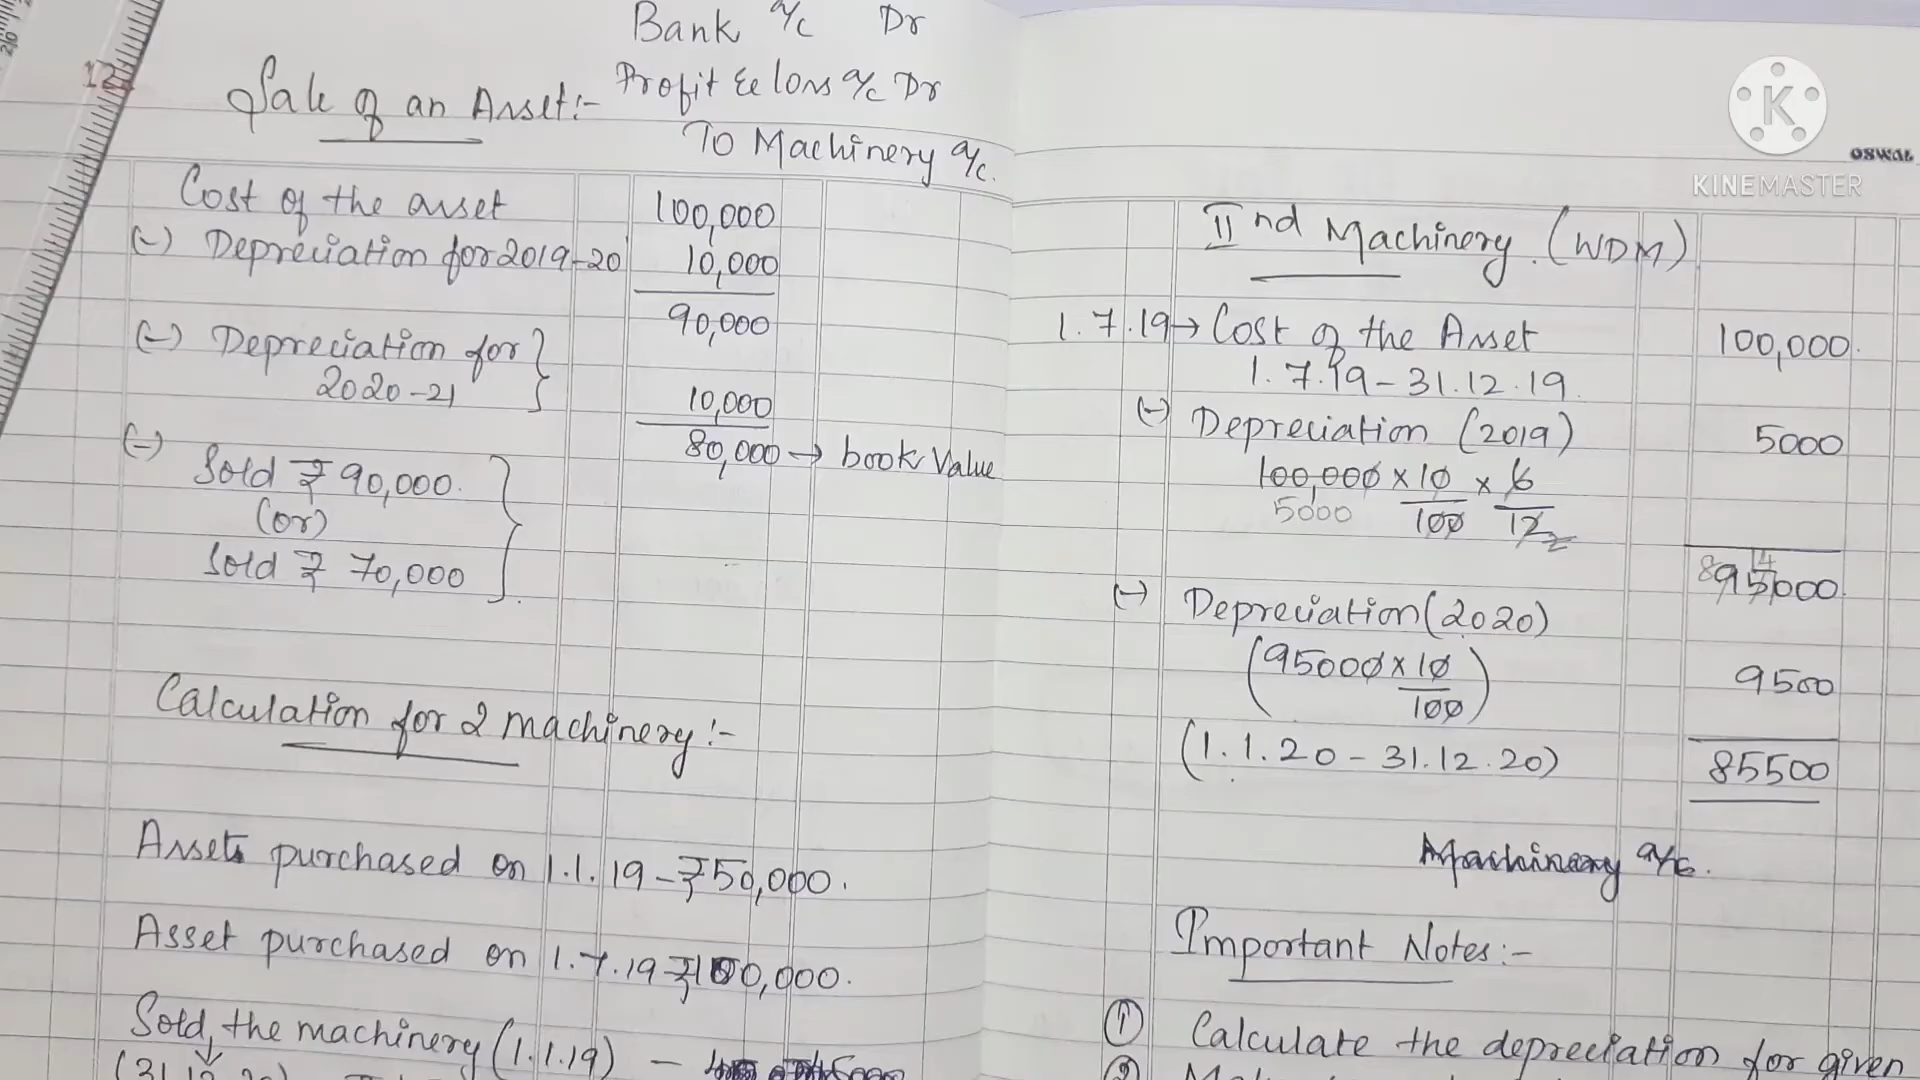 Bank a/c Dr
Profit & loss a/c Dr
To Machinery a/c.
12
Sale of an Asset:-
Cost of the asset 100,000
(-) Depreciation for 2019-20 10,000
90,000
(-) Depreciation for
2020-21 10,000
80,000 → book Value
(-) Sold ₹ 90,000.
(or)
Sold ₹ 70,000
Calculation for 2 machinery:-
Assets purchased on 1.1.19 - ₹50,000.
Asset purchased on 1.7.19 ₹100,000.
Sold, the machinery (1.1.19) -
K
KINEMASTER
OSWAL
IInd Machinery. (WDM)
1.7.19 → Cost of the Asset 100,000.
1.7.19 - 31.12.19.
(-) Depreciation (2019) 5000
100,000 × 10 × 6
5000 100 12 2
8 14
95000
(-) Depreciation (2020)
(95000 × 10 9500
100)
(1.1.20 - 31.12.20) 85500
Machinery a/c.
Important Notes:-
① Calculate the depreciation for given
②